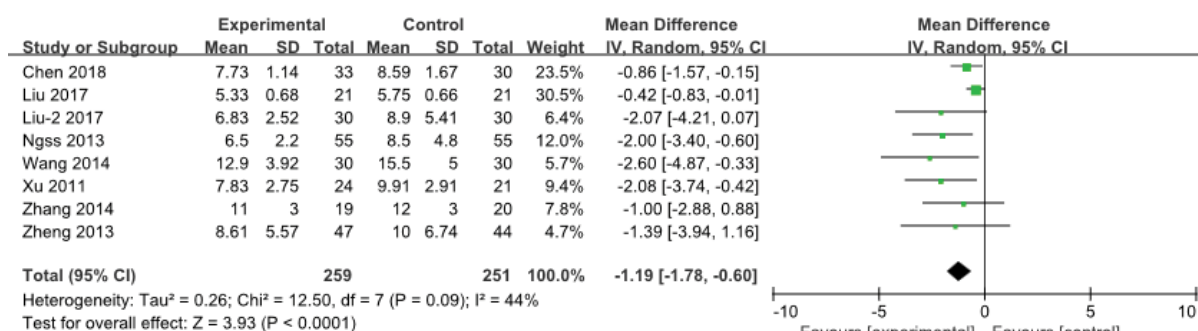 Experimental Control Mean Difference Mean Difference
Study or Subgroup Mean SD Total Mean SD Total Weight IV, Random, 95% CI IV, Random, 95% CI
Chen 2018 7.73 1.14 33 8.59 1.67 30 23.5% -0.86 [-1.57, -0.15]
Liu 2017 5.33 0.68 21 5.75 0.66 21 30.5% -0.42 [-0.83, -0.01]
Liu-2 2017 6.83 2.52 30 8.9 5.41 30 6.4% -2.07 [-4.21, 0.07]
Ngss 2013 6.5 2.2 55 8.5 4.8 55 12.0% -2.00 [-3.40, -0.60]
Wang 2014 12.9 3.92 30 15.5 5 30 5.7% -2.60 [-4.87, -0.33]
Xu 2011 7.83 2.75 24 9.91 2.91 21 9.4% -2.08 [-3.74, -0.42]
Zhang 2014 11 3 19 12 3 20 7.8% -1.00 [-2.88, 0.88]
Zheng 2013 8.61 5.57 47 10 6.74 44 4.7% -1.39 [-3.94, 1.16]
Total (95% CI) 259 251 100.0% -1.19 [-1.78, -0.60]
Heterogeneity: Tau² = 0.26; Chi² = 12.50, df = 7 (P = 0.09); I² = 44%
Test for overall effect: Z = 3.93 (P < 0.0001)
-10 -5 0 5 10
Favours [experimental] Favours [control]